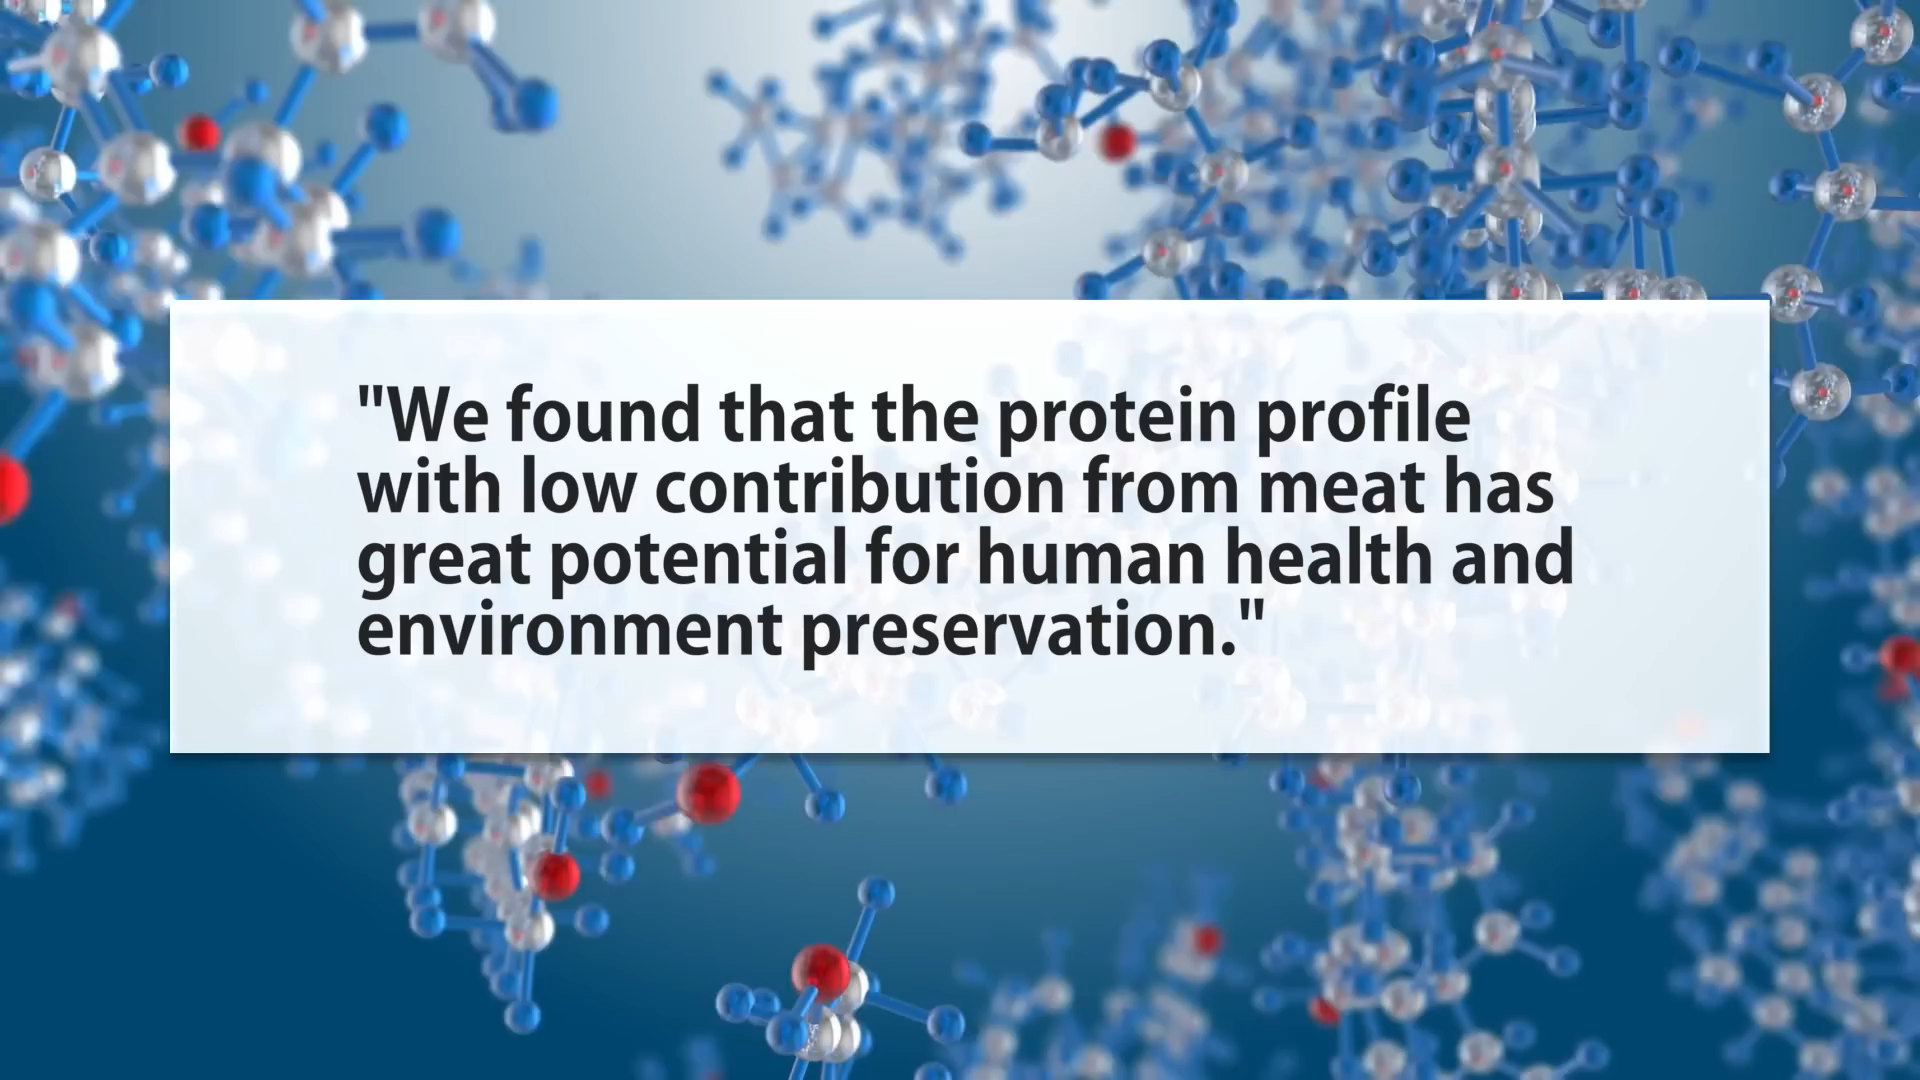 "We found that the protein profile
with low contribution from meat has
great potential for human health and
environment preservation."